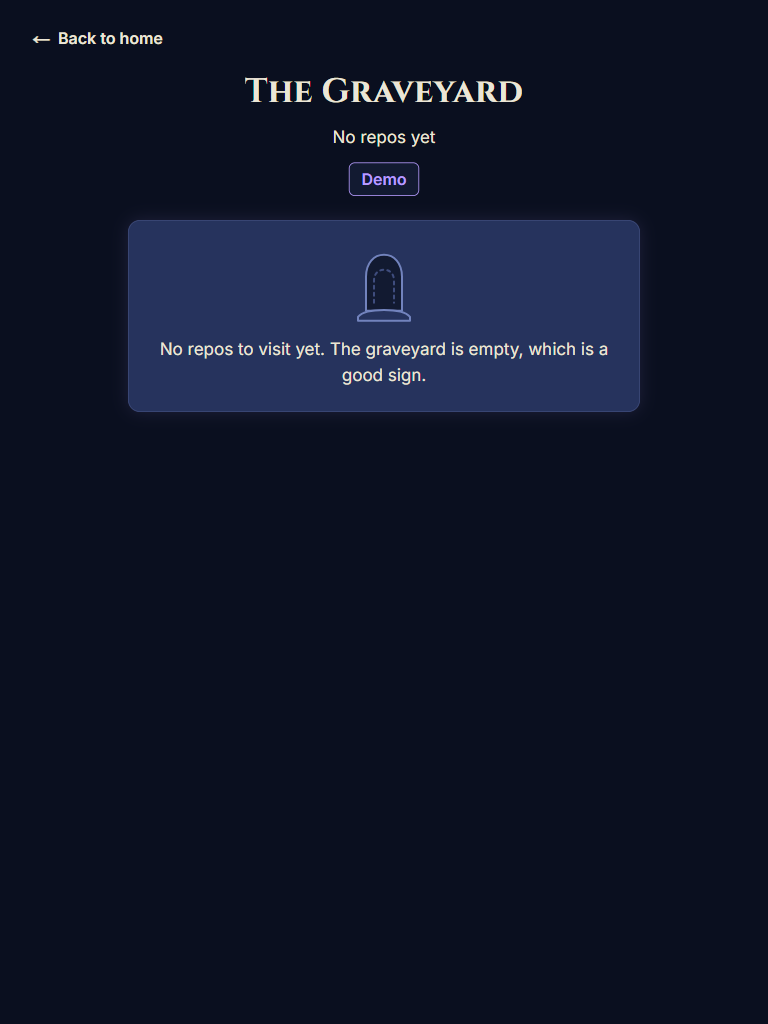 ← Back to home
The Graveyard
No repos yet
Demo
No repos to visit yet. The graveyard is empty, which is a
good sign.